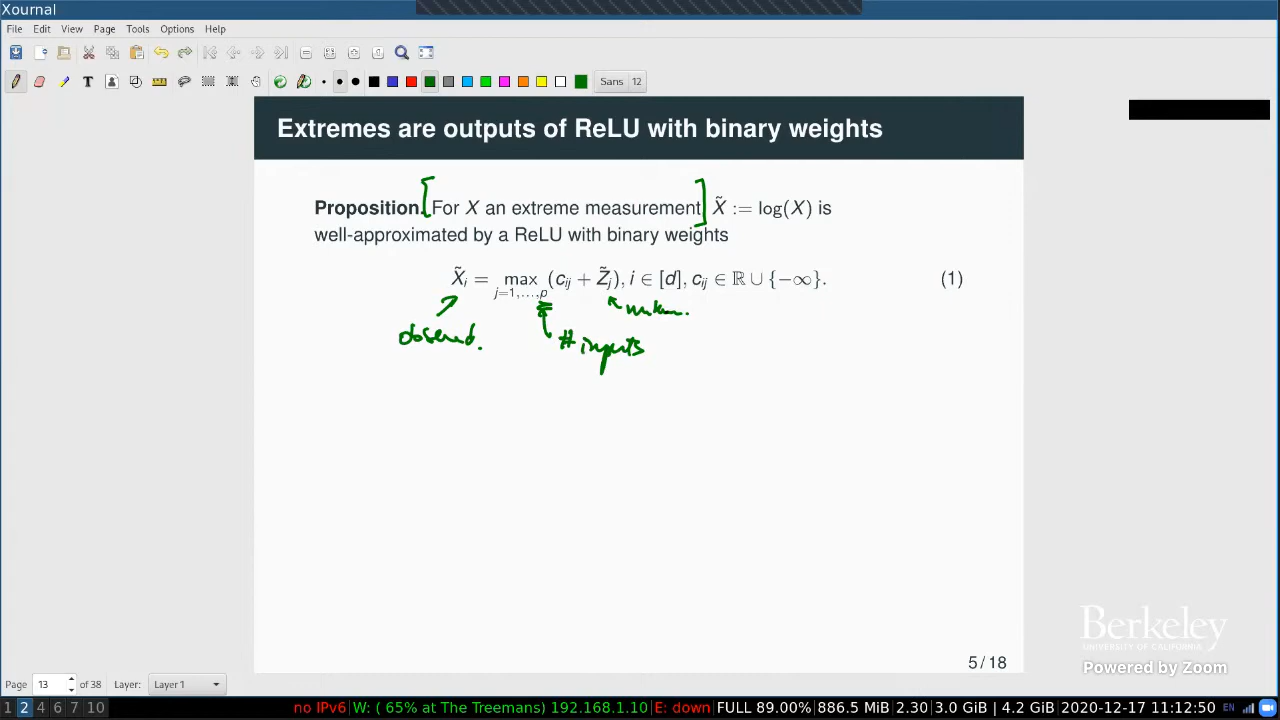 Xournal
File Edit View Page Tools Options Help
Sans 12
Extremes are outputs of ReLU with binary weights
Proposition. [For X an extreme measurement] X̃ := log(X) is
well-approximated by a ReLU with binary weights
X̃ᵢ = max (cᵢⱼ + Z̃ⱼ), i ∈ [d], cᵢⱼ ∈ ℝ ∪ {−∞}. (1)
j=1,...,p
observed.
# inputs
5 / 18
Berkeley
UNIVERSITY OF CALIFORNIA
Powered by Zoom
Page 13 of 38 Layer: Layer 1
1 2 4 6 7 10 no IPv6|W: ( 65% at The Treemans) 192.168.1.10|E: down|FULL 89.00%|886.5 MiB|2.30|3.0 GiB | 4.2 GiB|2020-12-17 11:12:50 EN